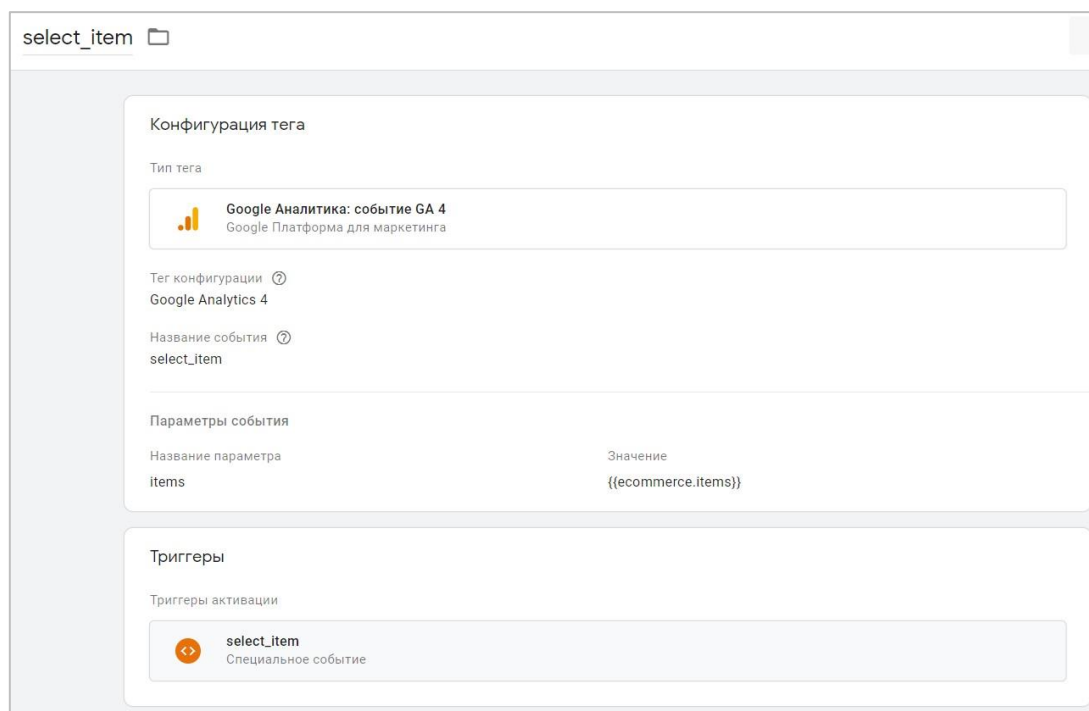 select_item
Конфигурация тега
Тип тега
Google Аналитика: событие GA 4
Google Платформа для маркетинга
Тег конфигурации
Google Analytics 4
Название события
select_item
Параметры события
Название параметра Значение
items {{ecommerce.items}}
Триггеры
Триггеры активации
select_item
Специальное событие